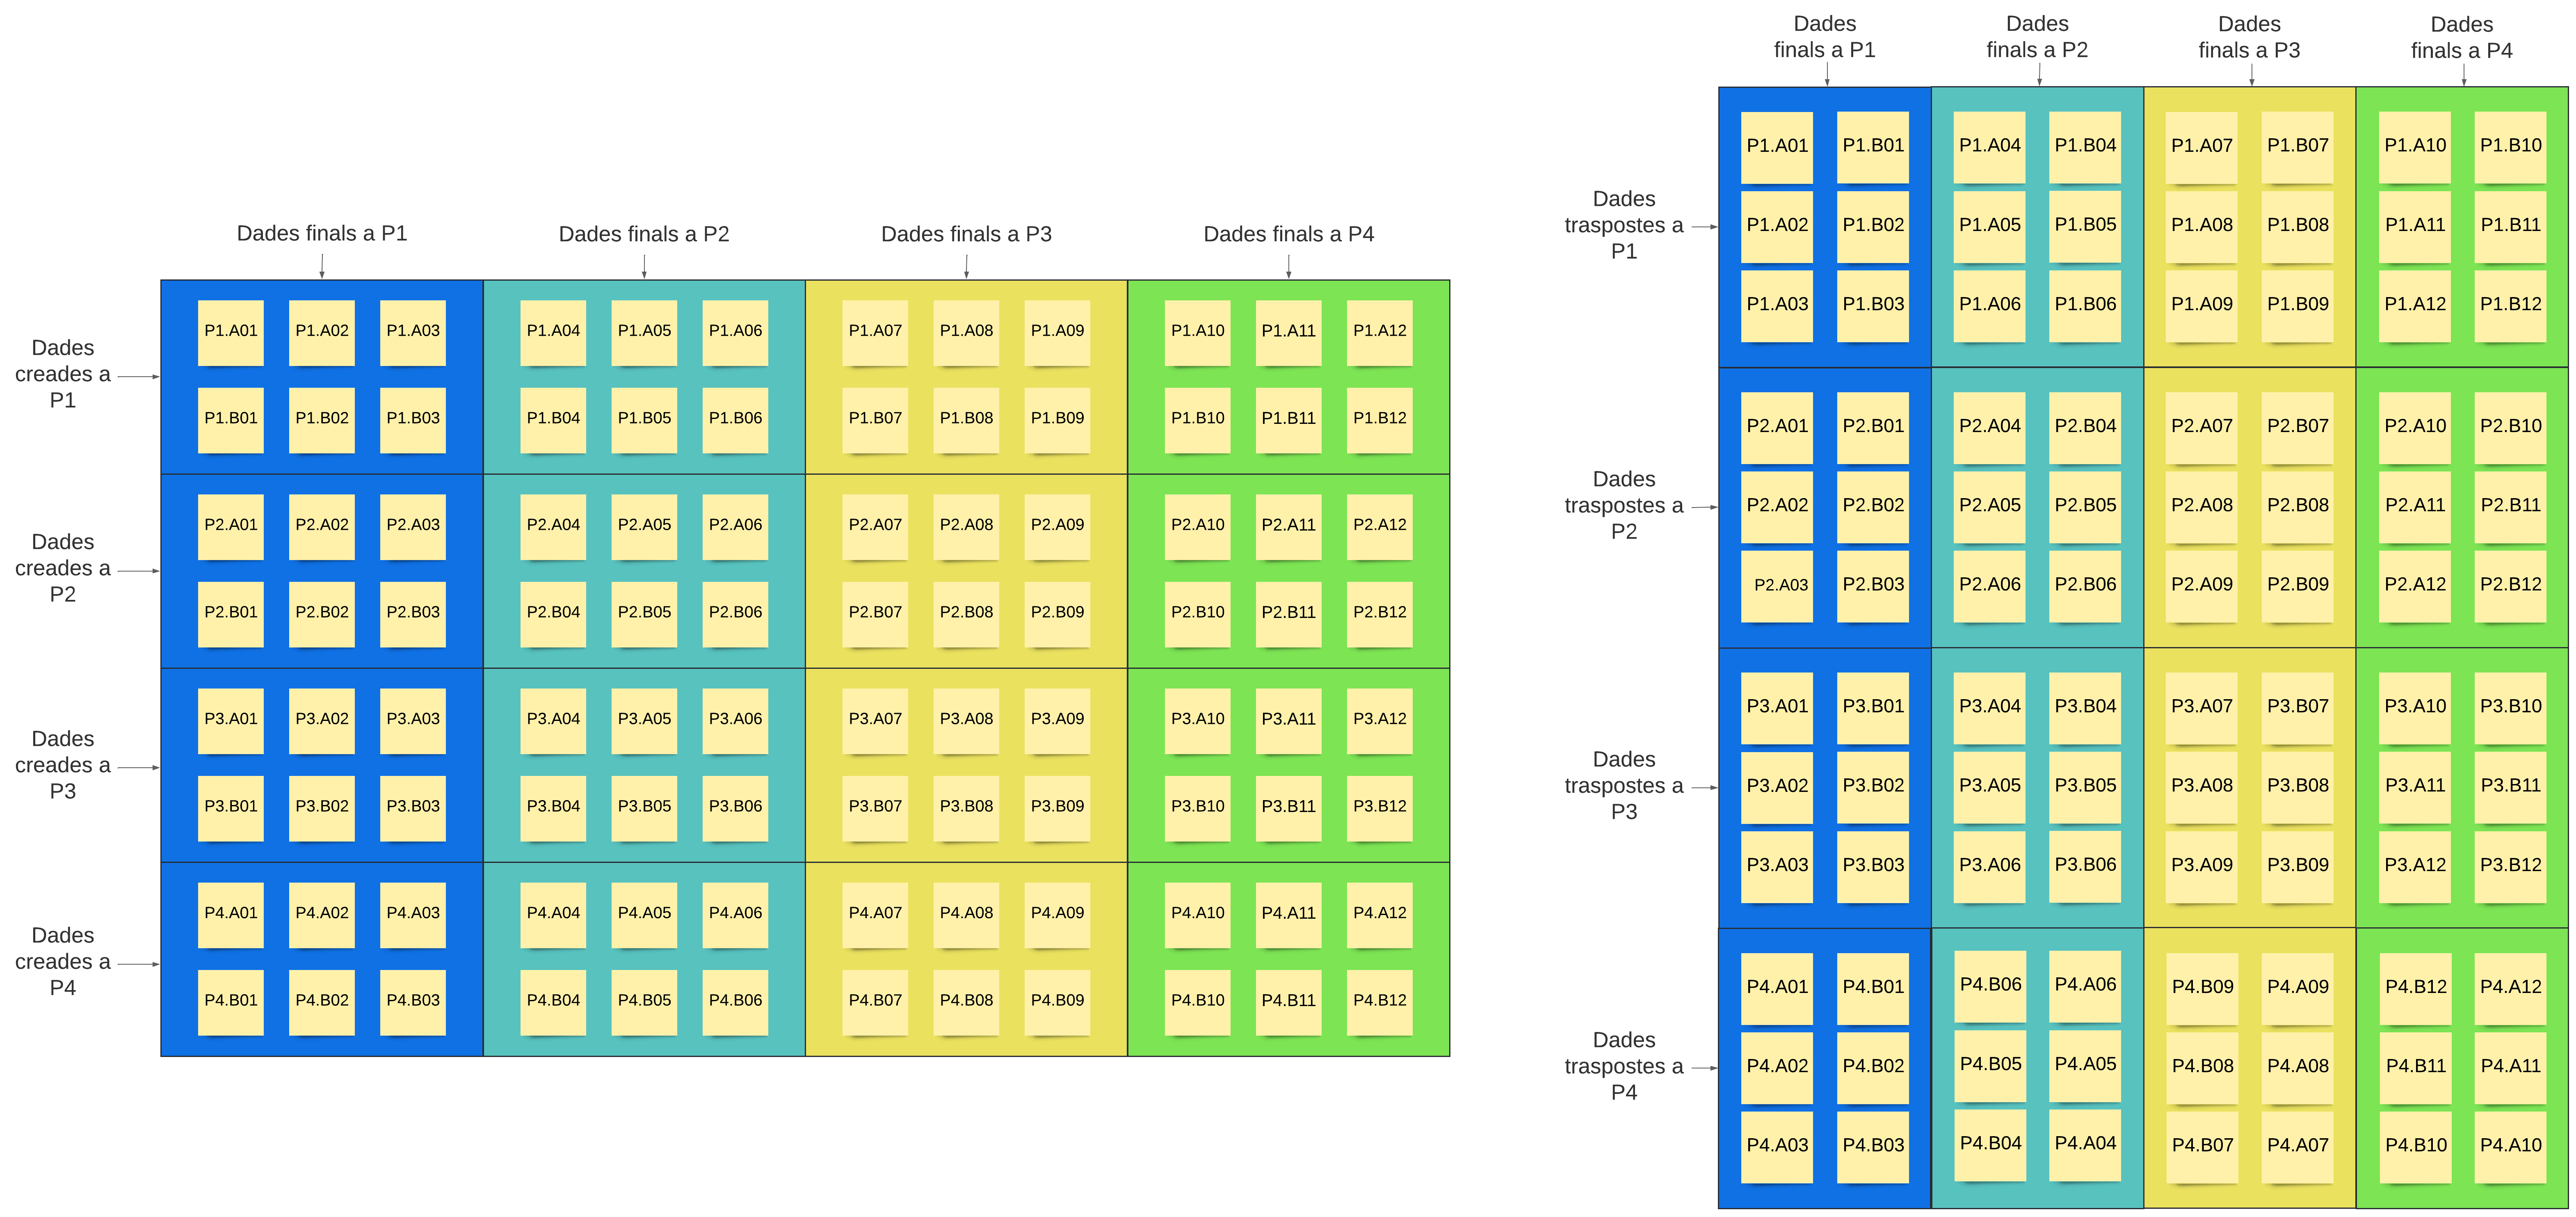 Dades finals a P1 Dades finals a P2 Dades finals a P3 Dades finals a P4
Dades
creades a
P1
P1.A01 P1.A02 P1.A03 P1.A04 P1.A05 P1.A06 P1.A07 P1.A08 P1.A09 P1.A10 P1.A11 P1.A12
P1.B01 P1.B02 P1.B03 P1.B04 P1.B05 P1.B06 P1.B07 P1.B08 P1.B09 P1.B10 P1.B11 P1.B12
Dades
creades a
P2
P2.A01 P2.A02 P2.A03 P2.A04 P2.A05 P2.A06 P2.A07 P2.A08 P2.A09 P2.A10 P2.A11 P2.A12
P2.B01 P2.B02 P2.B03 P2.B04 P2.B05 P2.B06 P2.B07 P2.B08 P2.B09 P2.B10 P2.B11 P2.B12
Dades
creades a
P3
P3.A01 P3.A02 P3.A03 P3.A04 P3.A05 P3.A06 P3.A07 P3.A08 P3.A09 P3.A10 P3.A11 P3.A12
P3.B01 P3.B02 P3.B03 P3.B04 P3.B05 P3.B06 P3.B07 P3.B08 P3.B09 P3.B10 P3.B11 P3.B12
Dades
creades a
P4
P4.A01 P4.A02 P4.A03 P4.A04 P4.A05 P4.A06 P4.A07 P4.A08 P4.A09 P4.A10 P4.A11 P4.A12
P4.B01 P4.B02 P4.B03 P4.B04 P4.B05 P4.B06 P4.B07 P4.B08 P4.B09 P4.B10 P4.B11 P4.B12
Dades Dades Dades Dades
finals a P1 finals a P2 finals a P3 finals a P4
Dades
traspostes a
P1
P1.A01 P1.B01 P1.A04 P1.B04 P1.A07 P1.B07 P1.A10 P1.B10
P1.A02 P1.B02 P1.A05 P1.B05 P1.A08 P1.B08 P1.A11 P1.B11
P1.A03 P1.B03 P1.A06 P1.B06 P1.A09 P1.B09 P1.A12 P1.B12
Dades
traspostes a
P2
P2.A01 P2.B01 P2.A04 P2.B04 P2.A07 P2.B07 P2.A10 P2.B10
P2.A02 P2.B02 P2.A05 P2.B05 P2.A08 P2.B08 P2.A11 P2.B11
P2.A03 P2.B03 P2.A06 P2.B06 P2.A09 P2.B09 P2.A12 P2.B12
Dades
traspostes a
P3
P3.A01 P3.B01 P3.A04 P3.B04 P3.A07 P3.B07 P3.A10 P3.B10
P3.A02 P3.B02 P3.A05 P3.B05 P3.A08 P3.B08 P3.A11 P3.B11
P3.A03 P3.B03 P3.A06 P3.B06 P3.A09 P3.B09 P3.A12 P3.B12
Dades
traspostes a
P4
P4.A01 P4.B01 P4.B06 P4.A06 P4.B09 P4.A09 P4.B12 P4.A12
P4.A02 P4.B02 P4.B05 P4.A05 P4.B08 P4.A08 P4.B11 P4.A11
P4.A03 P4.B03 P4.B04 P4.A04 P4.B07 P4.A07 P4.B10 P4.A10